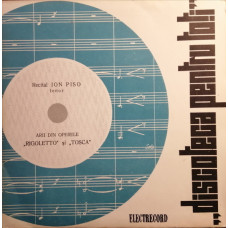 Recital ION PISO
tenor
ARII DIN OPERELE
„RIGOLETTO" și „TOSCA"
„discoteca pentru toți„
ELECTRECORD